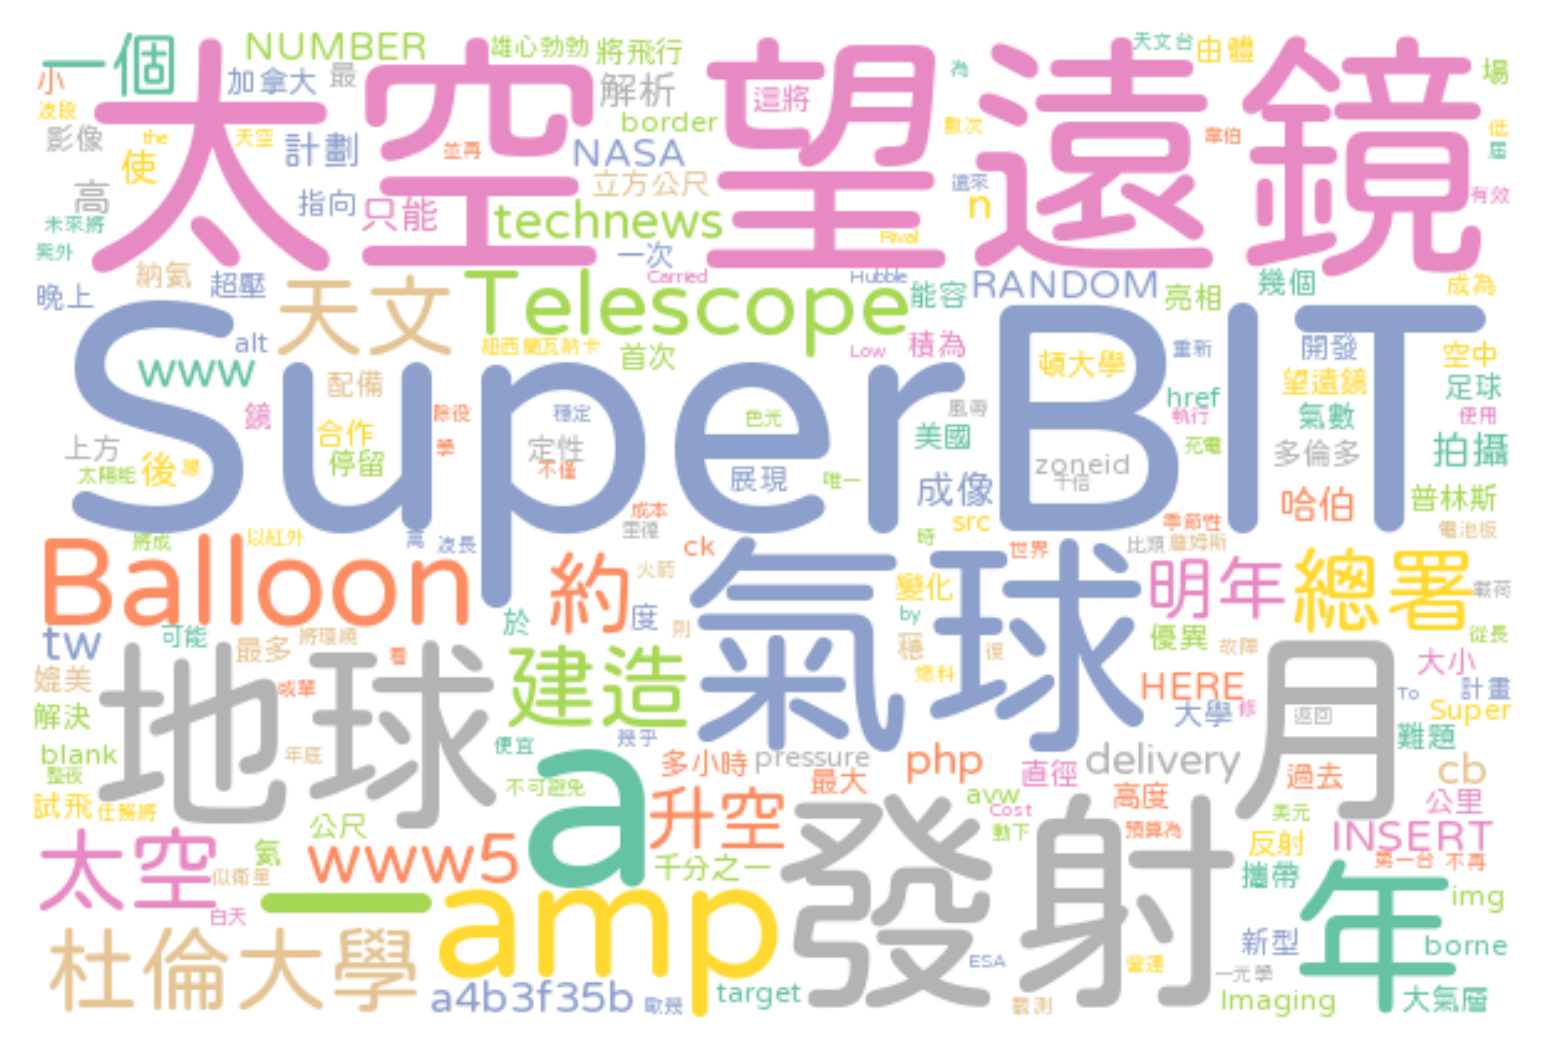 一個
NUMBER
雄心勃勃
將飛行
天文台
由體
太空望遠鏡
小
加拿大
最
解析
這將
為
場
波段
影像
the
天空
計劃
並再
border
NASA
數次
韋伯
低
屆
使
高
指向
只能
立方公尺
technews
遠來
n
有效
未來將
紫外
一次
Rival
納氦
超壓
天文
Telescope
Carried
Hubble
能容
RANDOM
亮相
幾個
成為
晚上
alt
www
紐西蘭瓦納卡
首次
Low
積為
頓大學
重新
開發
空中
SuperBIT
配備
望遠鏡
足球
鏡
除役
穩定
色元
風帶
href
執行
氣數
使用
上方
合作
學
定性
美國
充電
多倫多
拍攝
太陽能
後
停留
不僅
展現
唯一
成像
zoneid
千倍
哈伯
普林斯
成本
里徑
src
季節性
電池板
將成
以紅外
高
波長
ck
時
世界
比類
詹姆斯
Balloon
約
火箭
氣球
變化
明年
總署
載荷
tw
可能
最多
將環繞
於
度
則
by
穩
優異
故障
從長
媲美
地球
看
或單
建造
燃料
HERE
月
大小
To
計畫
解決
大學
修
返回
Super
blank
整夜
年底
便宜
幾乎
多小時
pressure
php
delivery
難題
不可避免
a
最大
直徑
過去
cb
試飛
任務將
公尺
升空
avw
Cost
高度
美元
公里
動下
預算為
太空
氦
www5
千分之一
發射
反射
INSERT
第一台
不再
似衛星
白天
一
amp
攜帶
年
img
杜倫大學
ESA
營運
新型
borne
一光學
a4b3f35b
歐幾
target
觀測
Imaging
大氣層